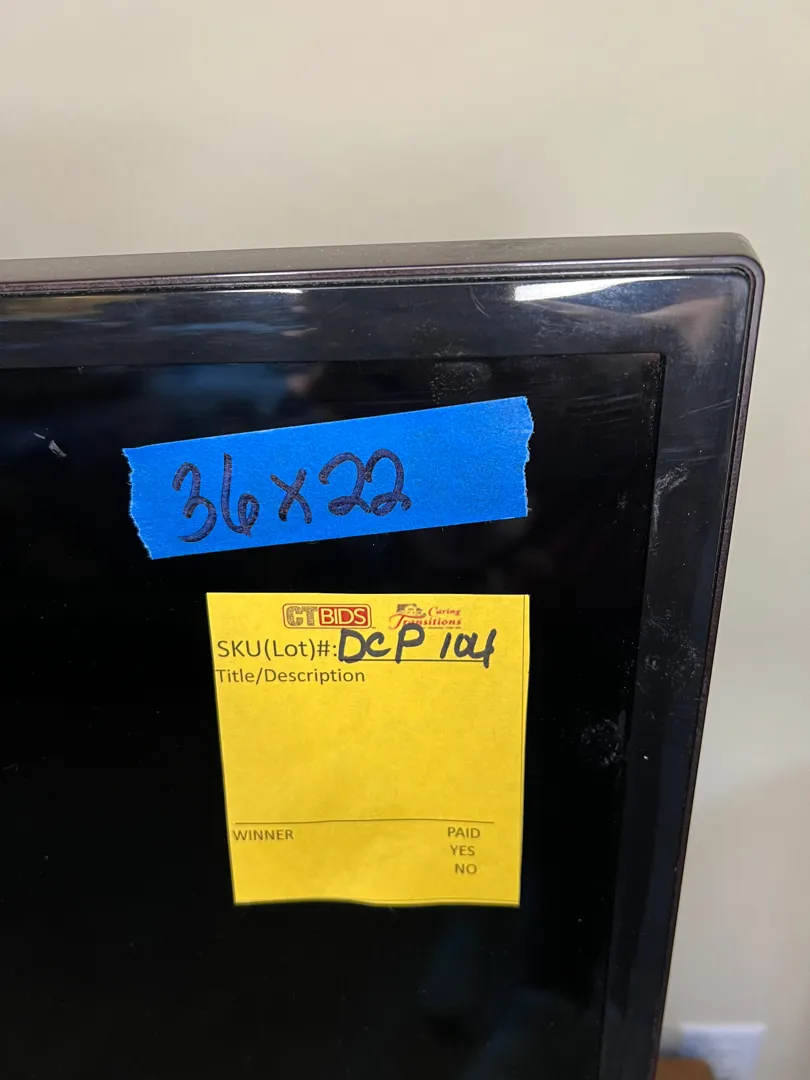 36x22
CTBIDS Caring Transitions
SKU(Lot)#: DCP 104
Title/Description
WINNER PAID
YES
NO